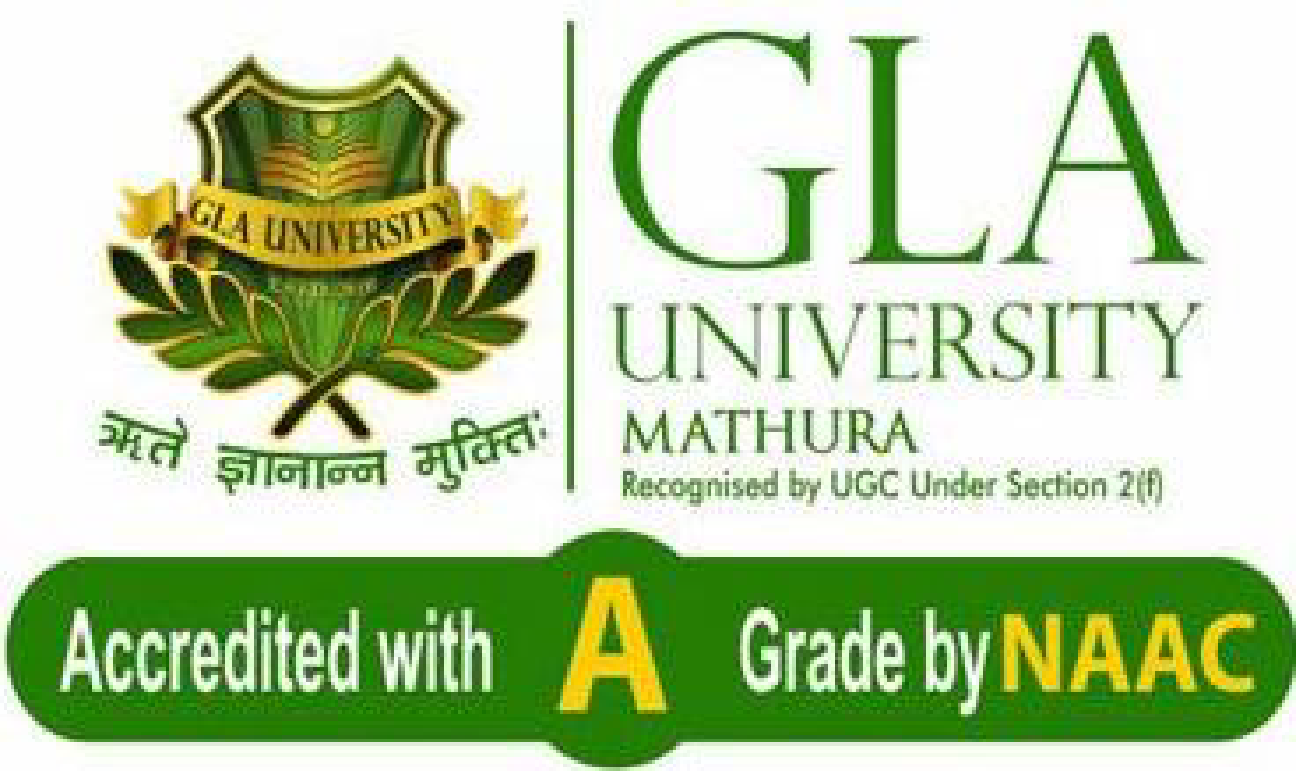 GLA UNIVERSITY
ऋते ज्ञानान्न मुक्तिः
GLA
UNIVERSITY
MATHURA
Recognised by UGC Under Section 2(f)
Accredited with A Grade by NAAC